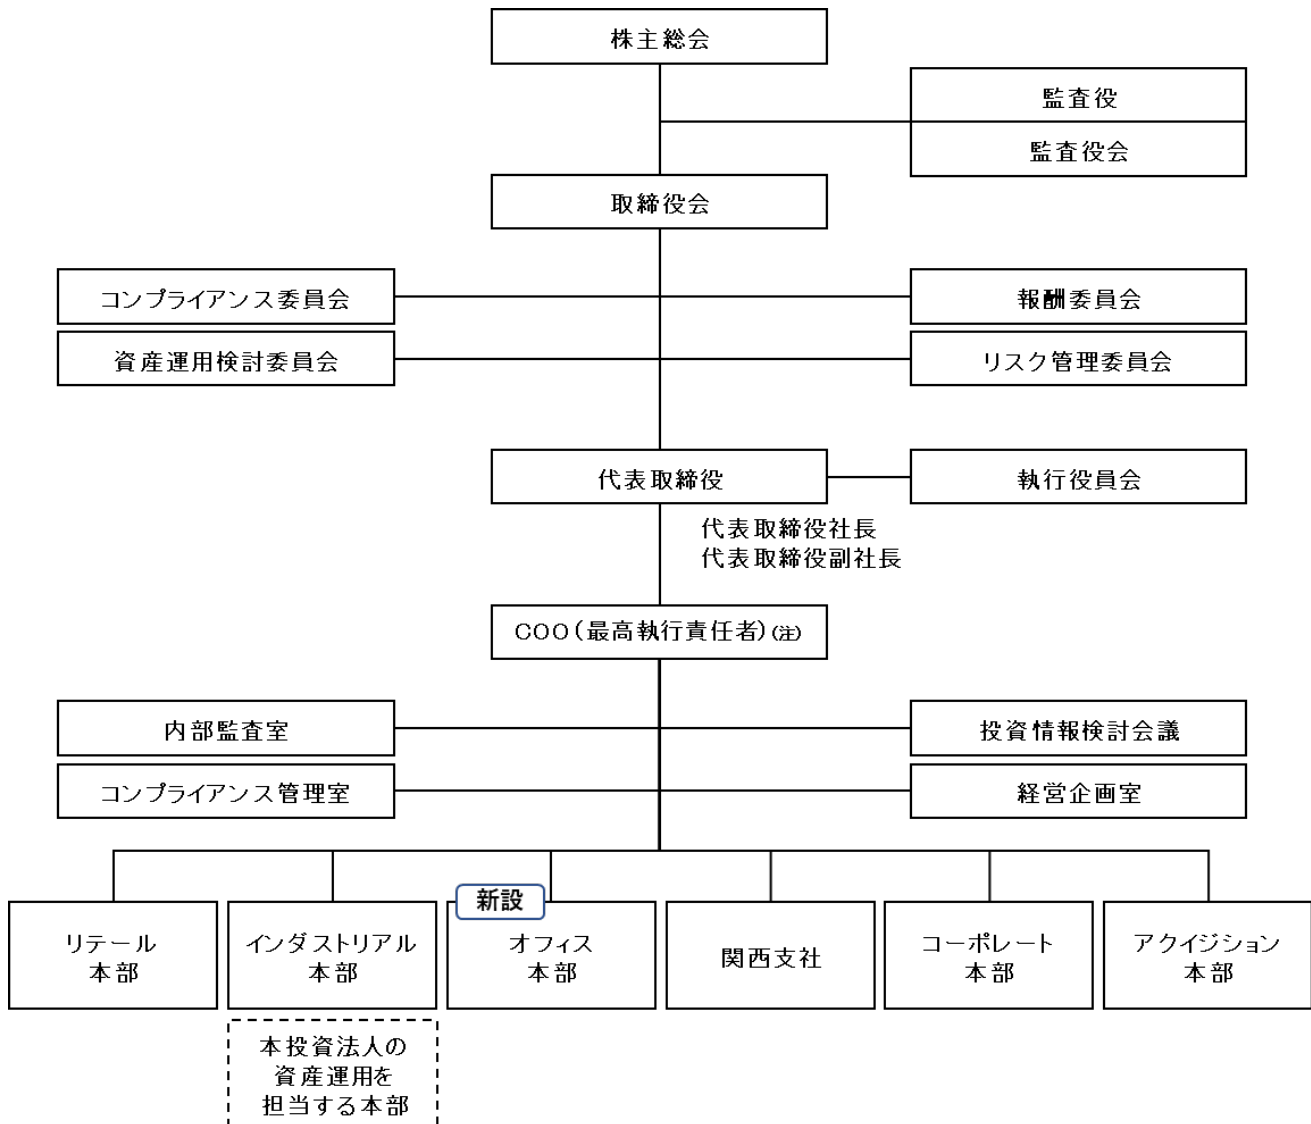 株主総会
監査役
監査役会
取締役会
コンプライアンス委員会
報酬委員会
資産運用検討委員会
リスク管理委員会
代表取締役
執行役員会
代表取締役社長
代表取締役副社長
COO(最高執行責任者)(注)
内部監査室
投資情報検討会議
コンプライアンス管理室
経営企画室
リテール
本部
インダストリアル
本部
新設
オフィス
本部
関西支社
コーポレート
本部
アクイジション
本部
本投資法人の
資産運用を
担当する本部